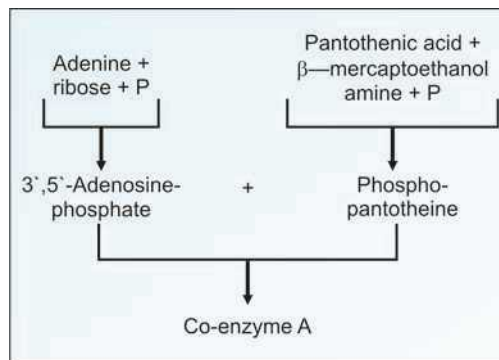 Adenine +
ribose + P
Pantothenic acid +
β—mercaptoethanol
amine + P
3`,5`-Adenosine-
phosphate
+
Phospho-
pantotheine
Co-enzyme A